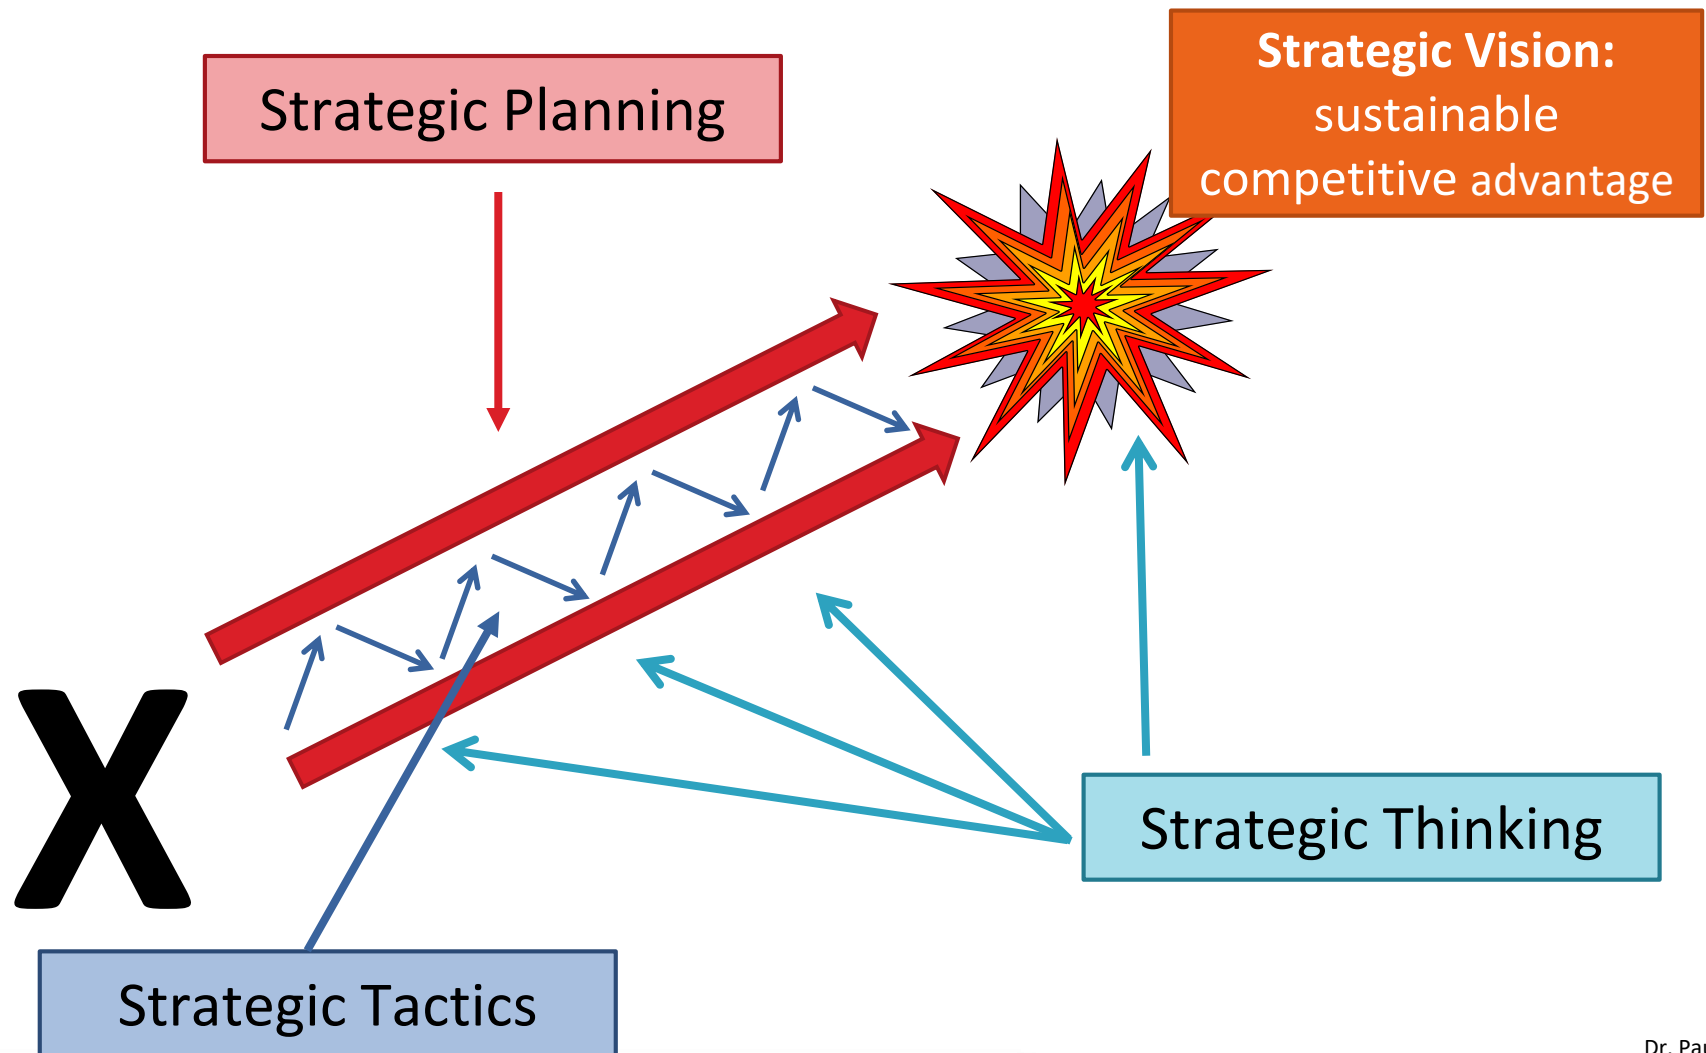 Strategic Vision:
sustainable
competitive advantage
Strategic Planning
X
Strategic Thinking
Strategic Tactics
Dr.